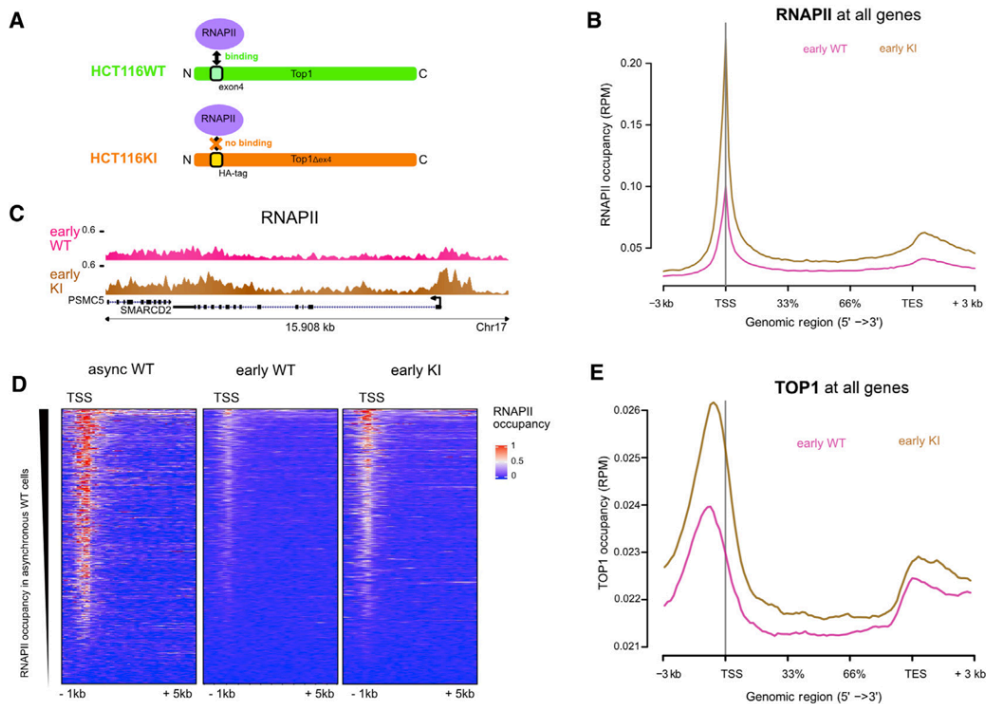 A
RNAPII
binding
HCT116WT
N
Top1
C
exon4
RNAPII
no binding
HCT116KI
N
Top1Δex4
C
HA-tag
B
RNAPII at all genes
early WT
early KI
RNAPII occupancy (RPM)
0.20
0.15
0.10
0.05
−3 kb
TSS
33%
66%
TES
+ 3 kb
Genomic region (5' −>3')
C
RNAPII
early
WT
0.6
early
KI
0.6
PSMC5
SMARCD2
15.908 kb
Chr17
D
async WT
early WT
early KI
TSS
TSS
TSS
RNAPII occupancy in asynchronous WT cells
- 1kb
+ 5kb
- 1kb
+ 5kb
- 1kb
+ 5kb
RNAPII
occupancy
1
0.5
0
E
TOP1 at all genes
early WT
early KI
TOP1 occupancy (RPM)
0.026
0.025
0.024
0.023
0.022
0.021
−3 kb
TSS
33%
66%
TES
+ 3 kb
Genomic region (5' −>3')